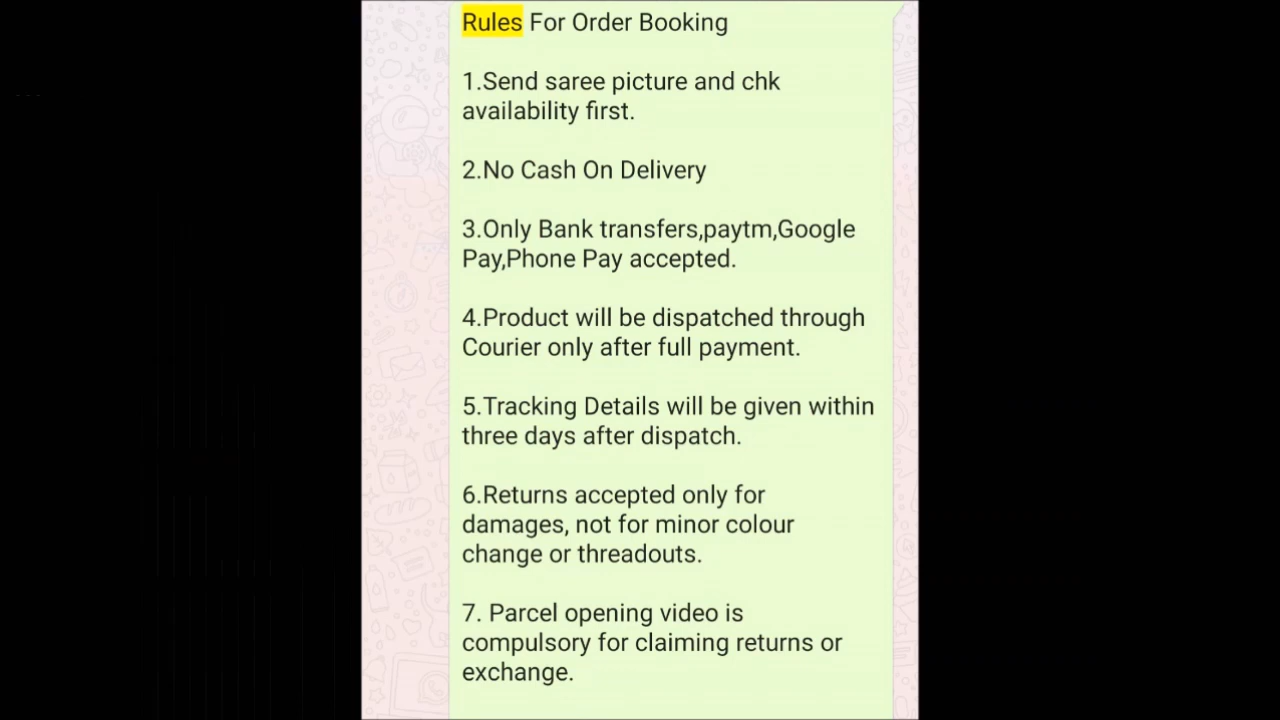 Rules For Order Booking
1.Send saree picture and chk
availability first.
2.No Cash On Delivery
3.Only Bank transfers,paytm,Google
Pay,Phone Pay accepted.
4.Product will be dispatched through
Courier only after full payment.
5.Tracking Details will be given within
three days after dispatch.
6.Returns accepted only for
damages, not for minor colour
change or threadouts.
7. Parcel opening video is
compulsory for claiming returns or
exchange.